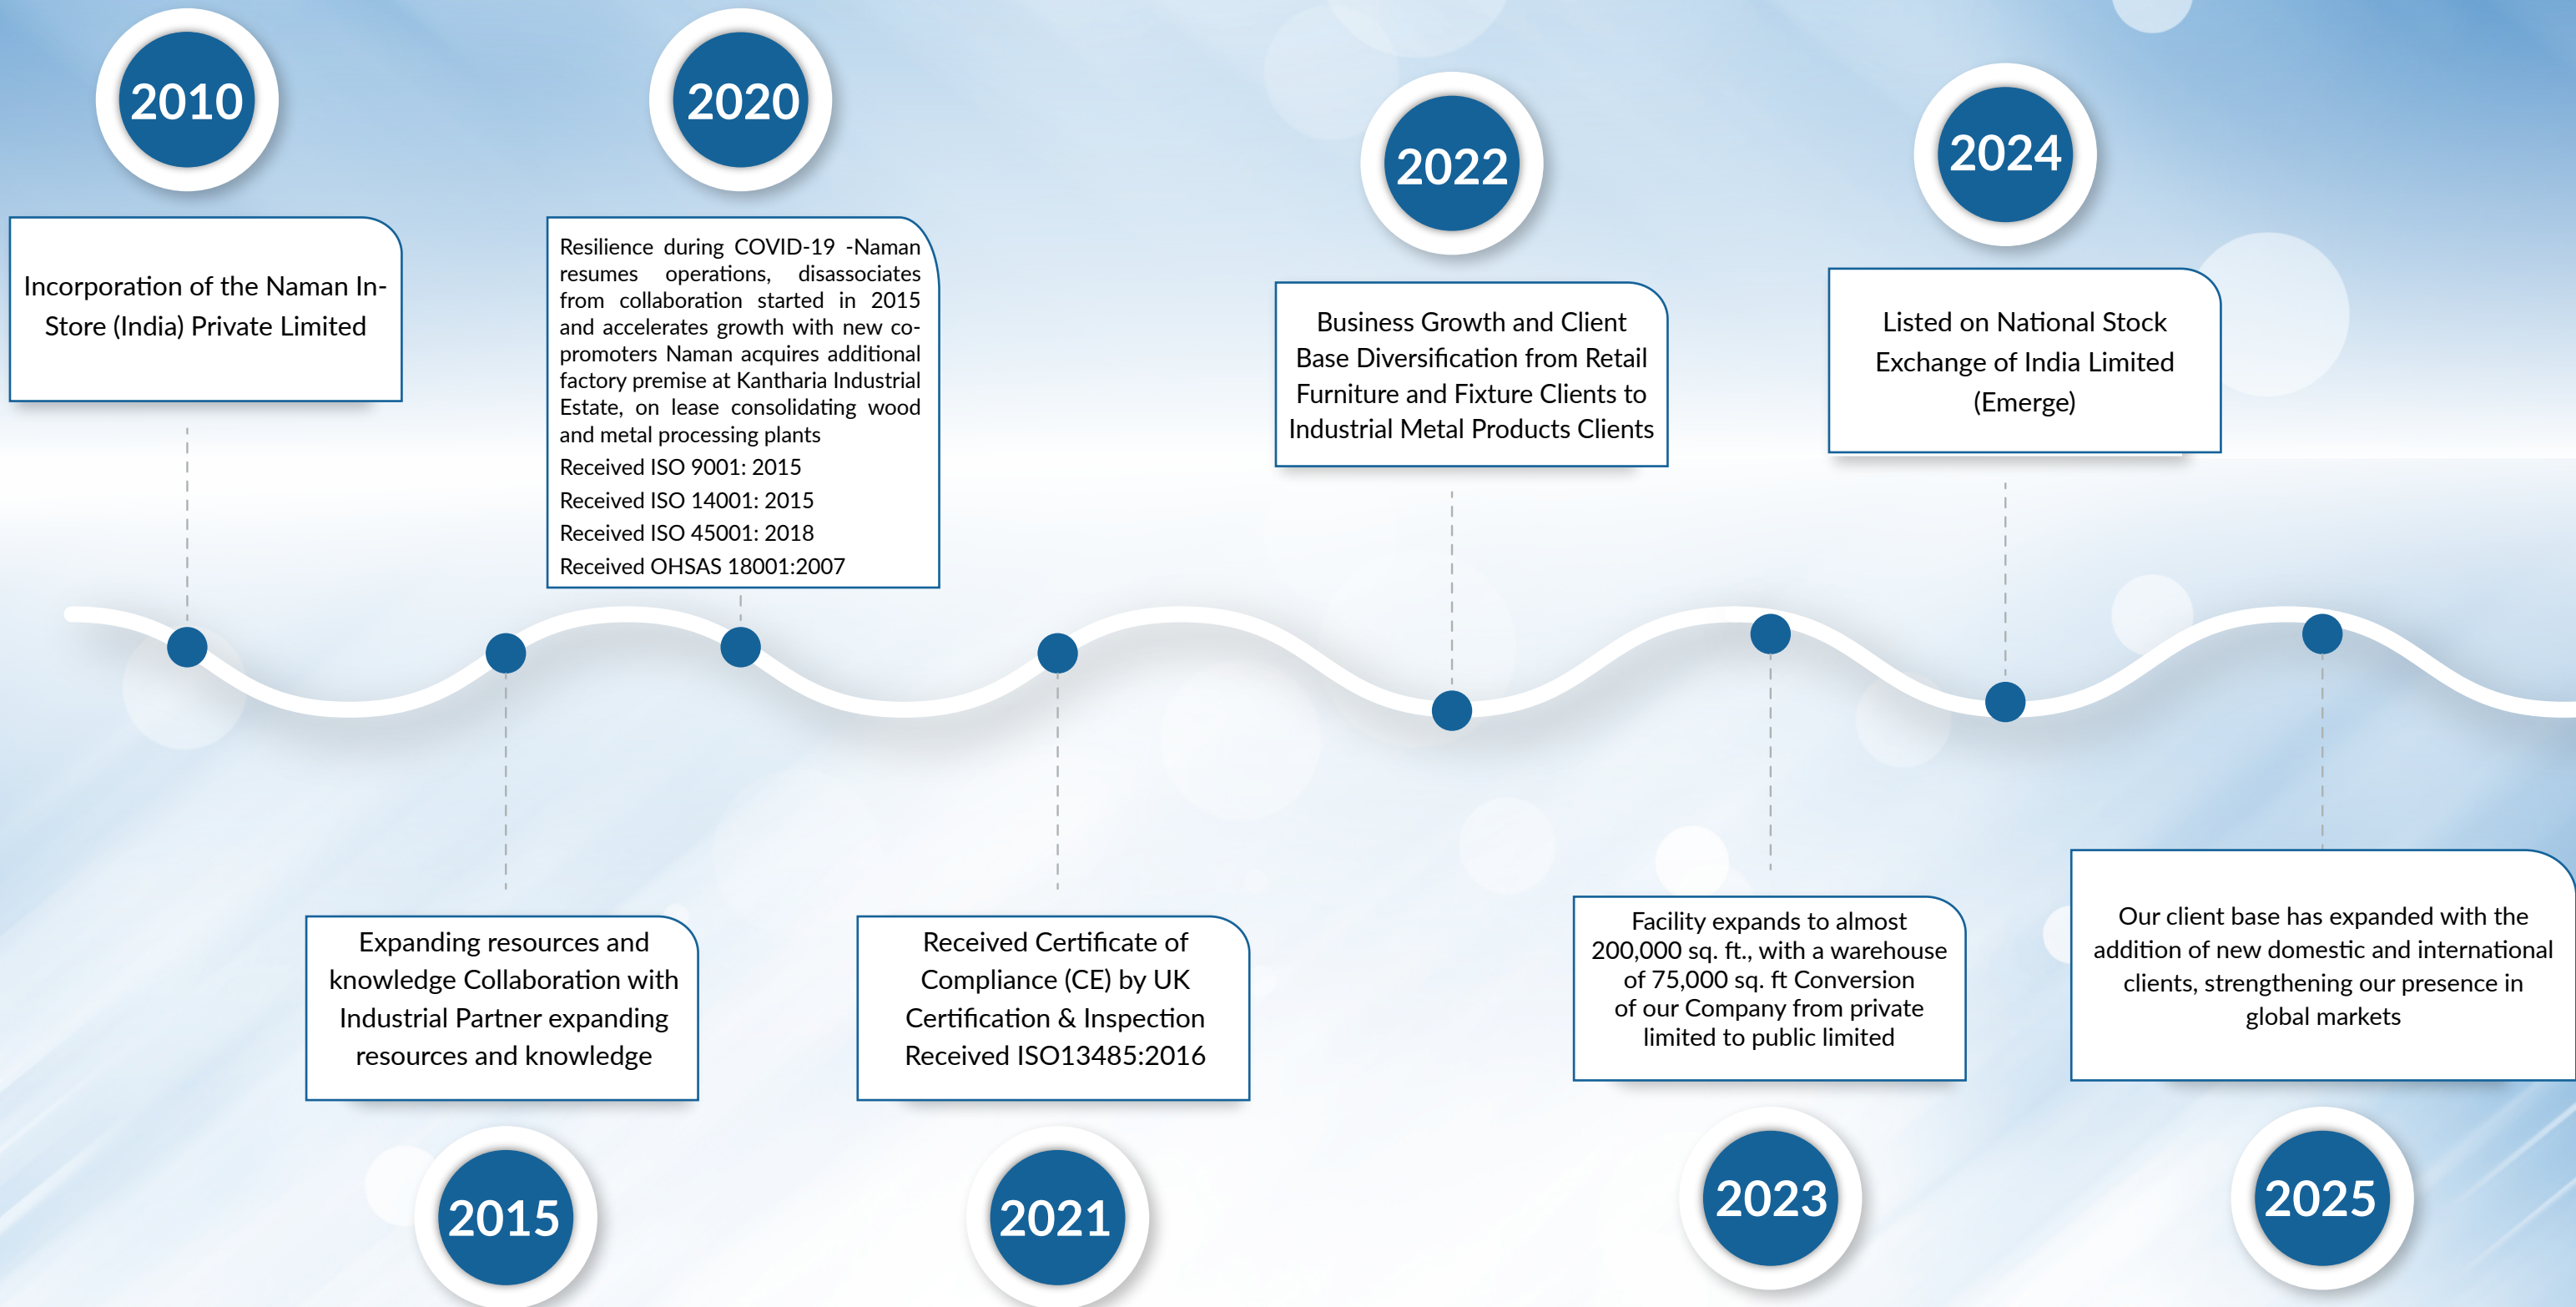 2010
Incorporation of the Naman In-
Store (India) Private Limited
2015
Expanding resources and
knowledge Collaboration with
Industrial Partner expanding
resources and knowledge
2020
Resilience during COVID-19 -Naman
resumes operations, disassociates
from collaboration started in 2015
and accelerates growth with new co-
promoters Naman acquires additional
factory premise at Kantharia Industrial
Estate, on lease consolidating wood
and metal processing plants
Received ISO 9001: 2015
Received ISO 14001: 2015
Received ISO 45001: 2018
Received OHSAS 18001:2007
2021
Received Certificate of
Compliance (CE) by UK
Certification & Inspection
Received ISO13485:2016
2022
Business Growth and Client
Base Diversification from Retail
Furniture and Fixture Clients to
Industrial Metal Products Clients
2023
Facility expands to almost
200,000 sq. ft., with a warehouse
of 75,000 sq. ft Conversion
of our Company from private
limited to public limited
2024
Listed on National Stock
Exchange of India Limited
(Emerge)
2025
Our client base has expanded with the
addition of new domestic and international
clients, strengthening our presence in
global markets